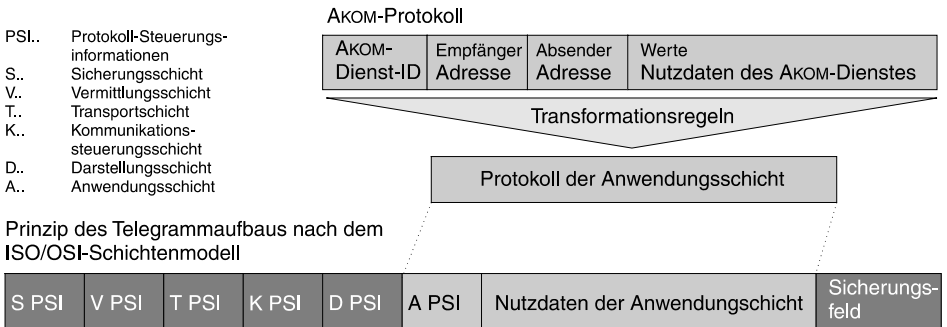 AKOM-Protokoll
PSI.. Protokoll-Steuerungs-
informationen
S.. Sicherungsschicht
V.. Vermittlungsschicht
T.. Transportschicht
K.. Kommunikations-
steuerungsschicht
D.. Darstellungsschicht
A.. Anwendungsschicht
AKOM-
Dienst-ID
Empfänger
Adresse
Absender
Adresse
Werte
Nutzdaten des AKOM-Dienstes
Transformationsregeln
Protokoll der Anwendungsschicht
Prinzip des Telegrammaufbaus nach dem
ISO/OSI-Schichtenmodell
S PSI
V PSI
T PSI
K PSI
D PSI
A PSI
Nutzdaten der Anwendungschicht
Sicherungs-
feld